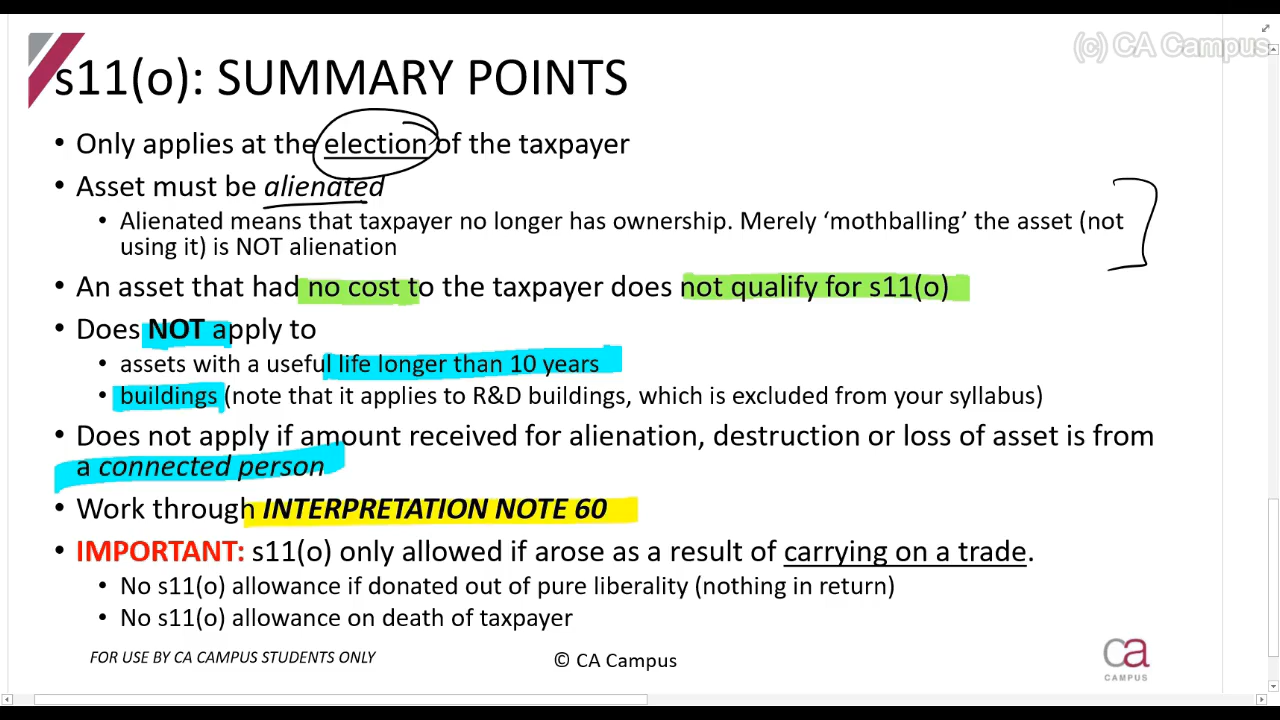 (c) CA Campus
s11(o): SUMMARY POINTS
• Only applies at the election of the taxpayer
• Asset must be alienated
• Alienated means that taxpayer no longer has ownership. Merely ‘mothballing’ the asset (not
using it) is NOT alienation
• An asset that had no cost to the taxpayer does not qualify for s11(o)
• Does NOT apply to
• assets with a useful life longer than 10 years
• buildings (note that it applies to R&D buildings, which is excluded from your syllabus)
• Does not apply if amount received for alienation, destruction or loss of asset is from
a connected person
• Work through INTERPRETATION NOTE 60
• IMPORTANT: s11(o) only allowed if arose as a result of carrying on a trade.
• No s11(o) allowance if donated out of pure liberality (nothing in return)
• No s11(o) allowance on death of taxpayer
FOR USE BY CA CAMPUS STUDENTS ONLY
© CA Campus
ca
CAMPUS